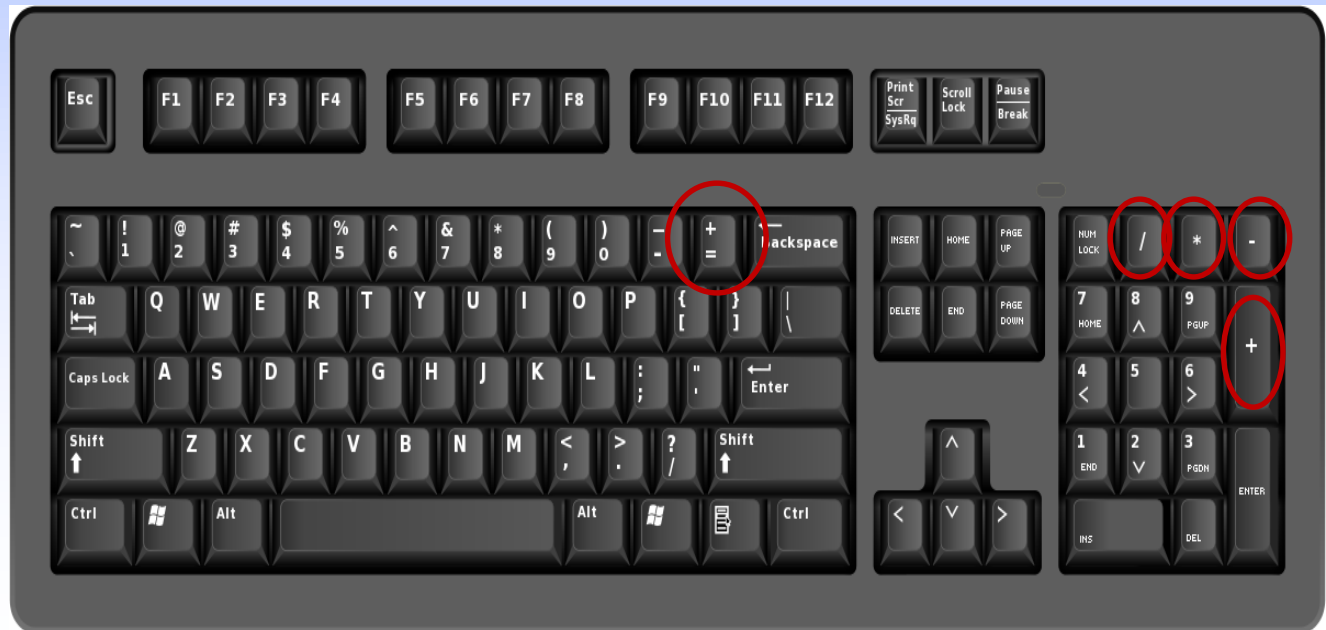 Esc F1 F2 F3 F4 F5 F6 F7 F8 F9 F10 F11 F12 Print Scr SysRq Scroll Lock Pause Break
~ ` ! 1 @ 2 # 3 $ 4 % 5 ^ 6 & 7 * 8 ( 9 ) 0 _ - + = Backspace INSERT HOME PAGE UP NUM LOCK / * -
Tab Q W E R T Y U I O P { [ } ] | \ DELETE END PAGE DOWN 7 HOME 8 ^ 9 PGUP +
Caps Lock A S D F G H J K L : ; " ' Enter 4 < 5 6 >
Shift Z X C V B N M < , > . ? / Shift ^ 1 END 2 v 3 PGDN ENTER
Ctrl Alt Alt Ctrl < v > INS DEL